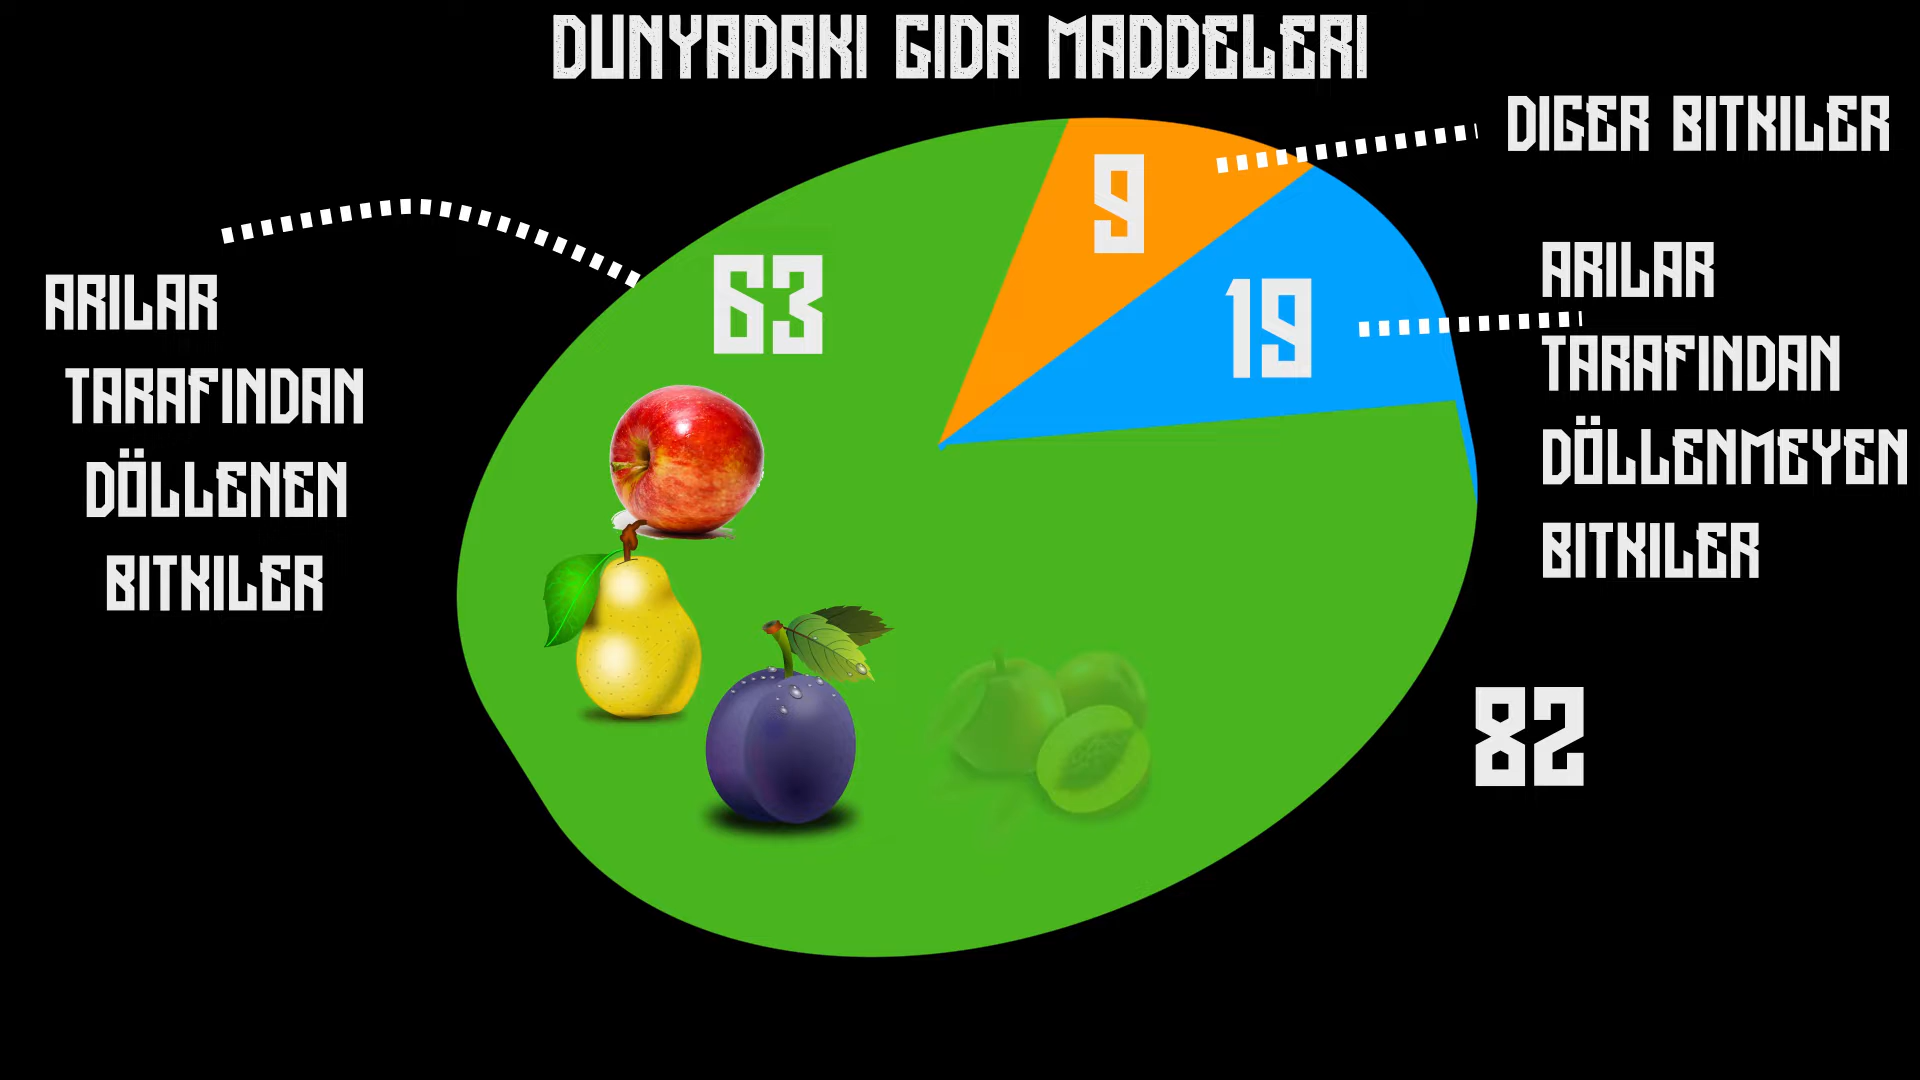 DUNYADAKI GIDA MADDELERI
DIGER BITKILER
9
63
19
ARILAR
TARAFINDAN
DÖLLENEN
BITKILER
ARILAR
TARAFINDAN
DÖLLENMEYEN
BITKILER
82